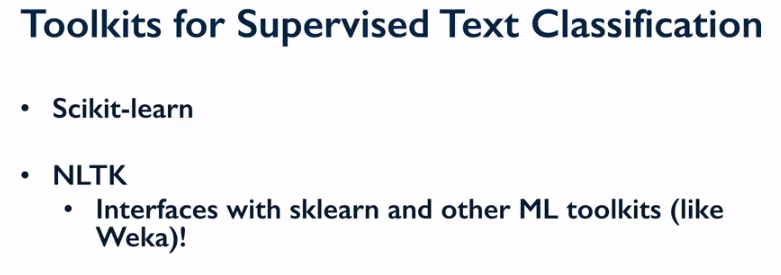 Toolkits for Supervised Text Classification
• Scikit-learn
• NLTK
• Interfaces with sklearn and other ML toolkits (like
Weka)!